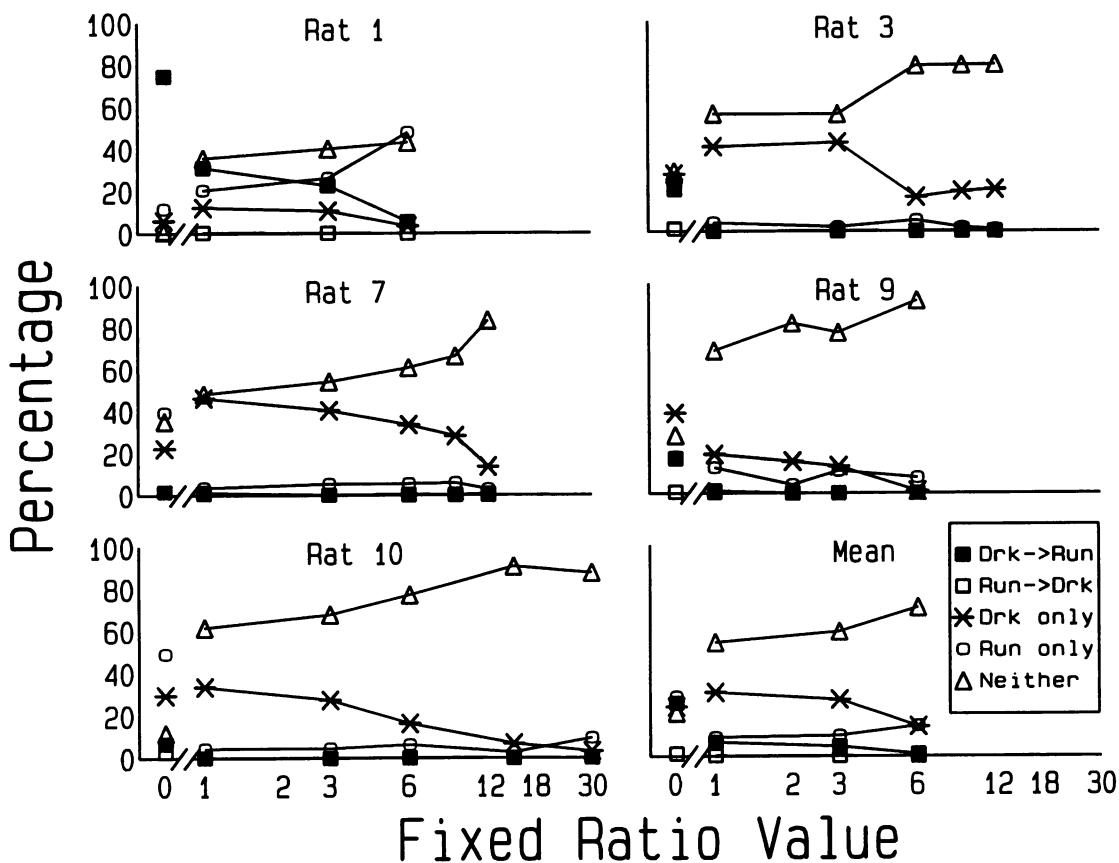 Percentage
Rat 1
100
80
60
40
20
0
Rat 3
Rat 7
100
80
60
40
20
0
Rat 9
Rat 10
100
80
60
40
20
0
0 1 2 3 6 12 18 30
Mean
0 1 2 3 6 12 18 30
Drk->Run
Run->Drk
Drk only
Run only
Neither
Fixed Ratio Value